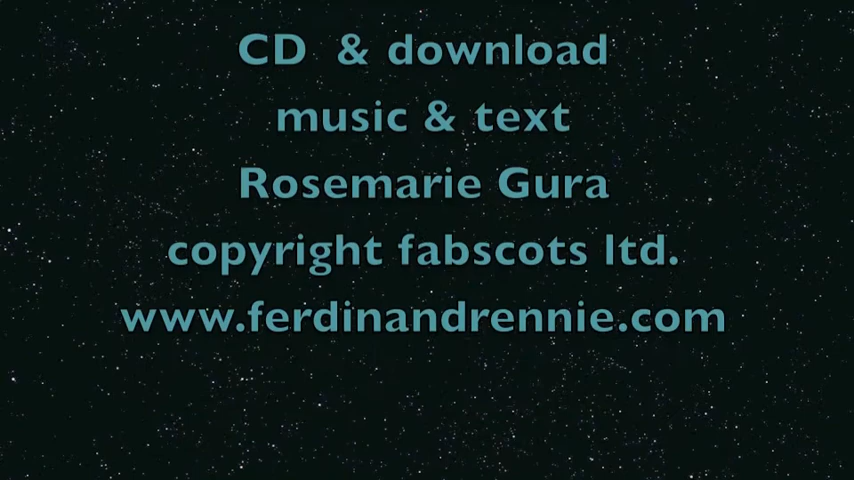 CD & download
music & text
Rosemarie Gura
copyright fabscots ltd.
www.ferdinandrennie.com